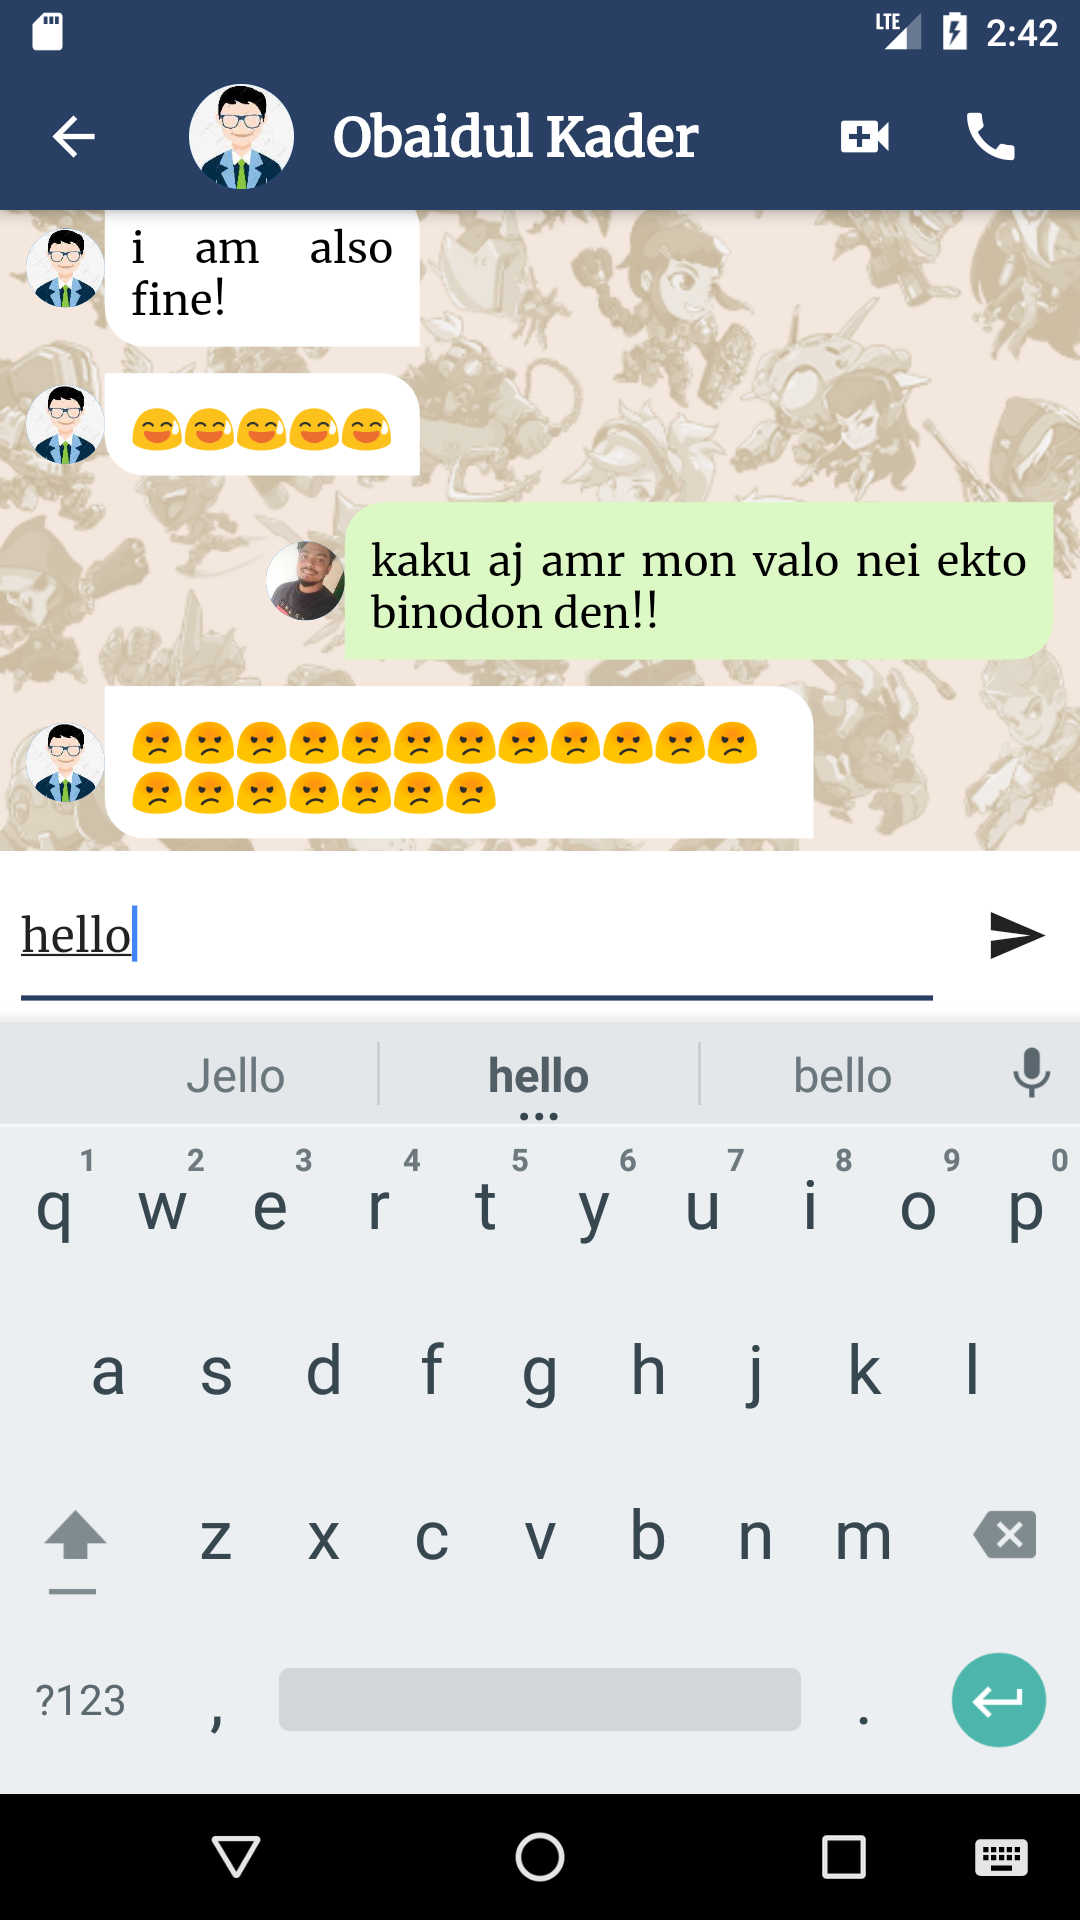 LTE 2:42
Obaidul Kader
i am also
fine!
😅😅😅😅😅
kaku aj amr mon valo nei ekto
binodon den!!
😡😡😡😡😡😡😡😡😡😡😡😡
😡😡😡😡😡😡😡
hello
Jello hello bello
1 2 3 4 5 6 7 8 9 0
q w e r t y u i o p
a s d f g h j k l
z x c v b n m
?123 , .